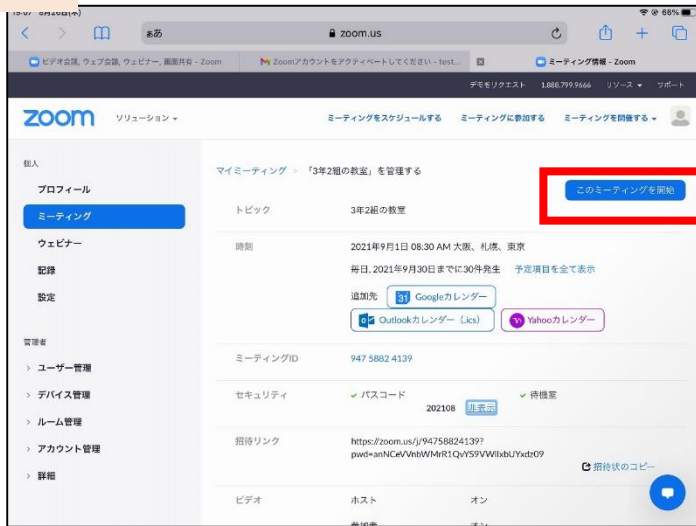 19:07 8月26日(木) 66%
ああ zoom.us
ビデオ会議, ウェブ会議, ウェビナー, 画面共有 - Zoom Zoomアカウントをアクティベートしてください - test... ミーティング情報 - Zoom
デモをリクエスト 1.888.799.9666 リソース サポート
zoom ソリューション ミーティングをスケジュールする ミーティングに参加する ミーティングを開催する
個人
プロフィール
ミーティング
ウェビナー
記録
設定
管理者
ユーザー管理
デバイス管理
ルーム管理
アカウント管理
詳細
マイミーティング > 「3年2組の教室」を管理する
このミーティングを開始
トピック 3年2組の教室
時刻 2021年9月1日 08:30 AM 大阪、札幌、東京
毎日, 2021年9月30日までに30件発生 予定項目を全て表示
追加先 31 Googleカレンダー
Outlookカレンダー (.ics) Yahooカレンダー
ミーティングID 947 5882 4139
セキュリティ パスコード 待機室
202108 非表示
招待リンク https://zoom.us/j/94758824139?
招待状のコピー
ビデオ ホスト オン
参加者 オン